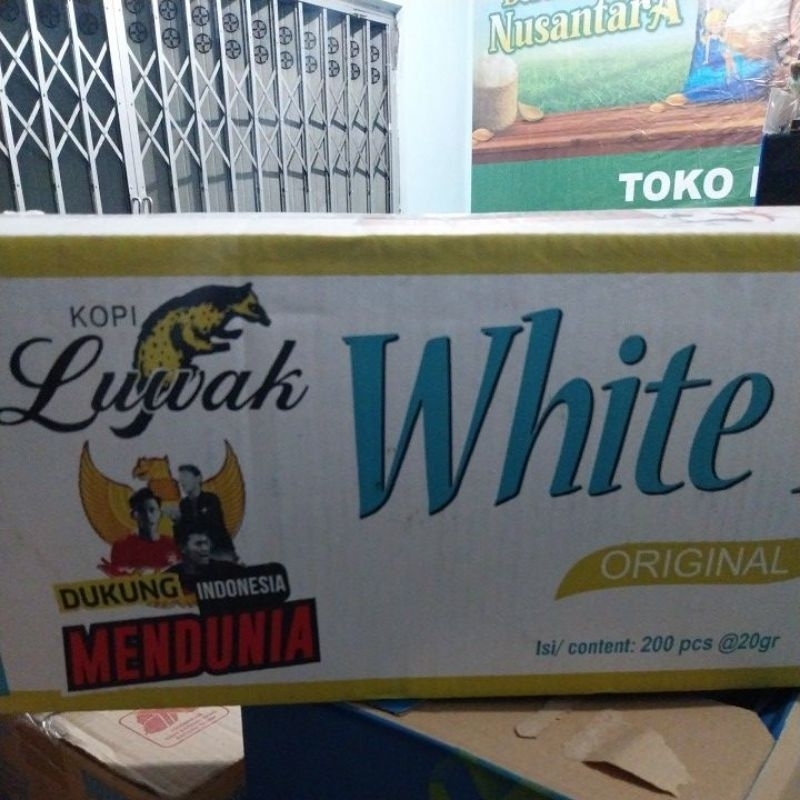 Nusantara
TOKO
KOPI
Luwak
White
DUKUNG INDONESIA
MENDUNIA
ORIGINAL
Isi/ content: 200 pcs @20gr